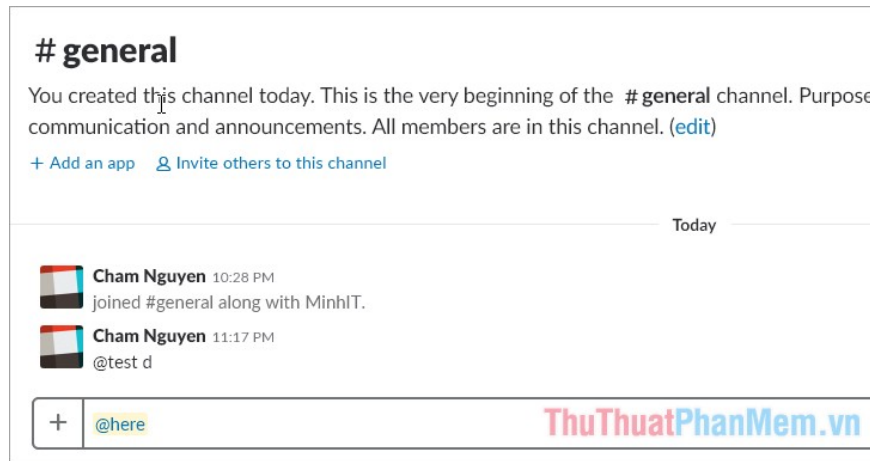 # general
You created this channel today. This is the very beginning of the # general channel. Purpose
communication and announcements. All members are in this channel. (edit)
+ Add an app Invite others to this channel
Today
Cham Nguyen 10:28 PM
joined #general along with MinhIT.
Cham Nguyen 11:17 PM
@test d
+ @here
ThuThuatPhanMem.vn